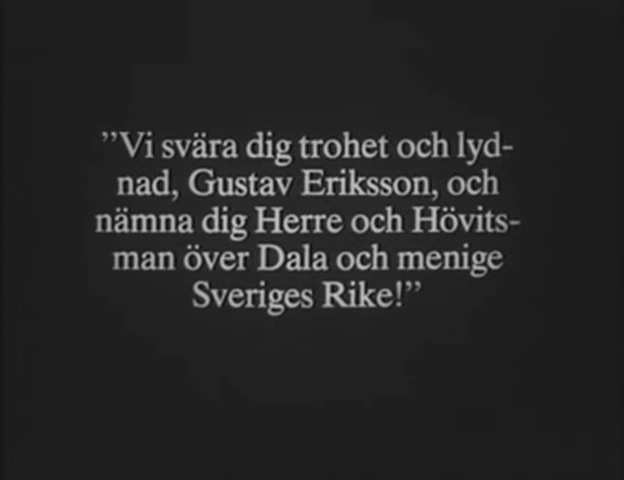 ”Vi svära dig trohet och lyd-
nad, Gustav Eriksson, och
nämna dig Herre och Hövits-
man över Dala och menige
Sveriges Rike!”